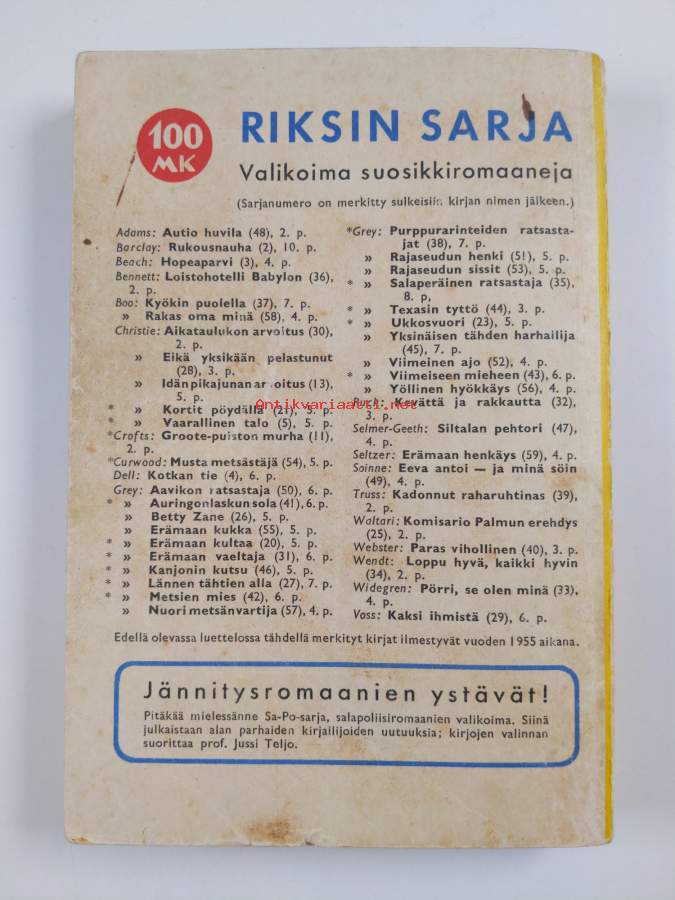 100
MK
RIKSIN SARJA
Valikoima suosikkiromaaneja
(Sarjanumero on merkitty sulkeisiin kirjan nimen jälkeen.)
Adams: Autio huvila (48), 2. p.
Barclay: Rukousnauha (2), 10. p.
Beach: Hopeaparvi (3), 4. p.
Bennett: Loistohotelli Babylon (36),
2. p.
Boo: Kyökin puolella (37), 7. p.
» Rakas oma minä (58), 4. p.
Christie: Aikataulukon arvoitus (30),
2. p.
» Eikä yksikään pelastunut
(28), 3. p.
» Idänpikajunan arvoitus (13),
5. p.
* » Kortit pöydällä (21), 3. p.
* » Vaarallinen talo (5), 5. p.
*Crofts: Groote-puiston murha (11),
2. p.
*Curwood: Musta metsästäjä (54), 5. p.
Dell: Kotkan tie (4), 6. p.
Grey: Aavikon ratsastaja (50), 6. p.
* » Auringonlaskun sola (41), 6. p.
» Betty Zane (26), 5. p.
» Erämaan kukka (55), 5. p.
* » Erämaan kultaa (20), 5. p.
* » Erämaan vaeltaja (31), 6. p.
* » Kanjonin kutsu (46), 5. p.
* » Lännen tähtien alla (27), 7. p.
* » Metsien mies (42), 6. p.
» Nuori metsänvartija (57), 4. p.
*Grey: Purppurarinteiden ratsasta-
jat (38), 7. p.
» Rajaseudun henki (51), 5. p.
» Rajaseudun sissit (53), 5. p.
* » Salaperäinen ratsastaja (35),
8. p,
* » Texasin tyttö (44), 3. p.
* » Ukkosvuori (23), 5. p.
» Yksinäisen tähden harhailija
(45), 7. p.
» Viimeinen ajo (52), 4. p.
* » Viimeiseen mieheen (43), 6. p.
» Yöllinen hyökkäys (56), 4. p.
Ruck: Kevättä ja rakkautta (32),
3. p.
Selmer-Geeth: Siltalan pehtori (47),
4. p.
Seltzer: Erämaan henkäys (59), 4. p.
Soinne: Eeva antoi — ja minä söin
(49), 4. p.
Truss: Kadonnut raharuhtinas (39),
2. p.
Waltari: Komisario Palmun erehdys
(25), 2. p.
Webster: Paras vihollinen (40), 3. p.
Wendt: Loppu hyvä, kaikki hyvin
(34), 2. p.
Widegren: Pörri, se olen minä (33),
4. p.
Voss: Kaksi ihmistä (29), 6. p.
Antikvariaatti.net
Edellä olevassa luettelossa tähdellä merkityt kirjat ilmestyvät vuoden 1955 aikana.
Jännitysromaanien ystävät!
Pitäkää mielessänne Sa-Po-sarja, salapoliisiromaanien valikoima. Siinä
julkaistaan alan parhaiden kirjailijoiden uutuuksia; kirjojen valinnan
suorittaa prof. Jussi Teljo.